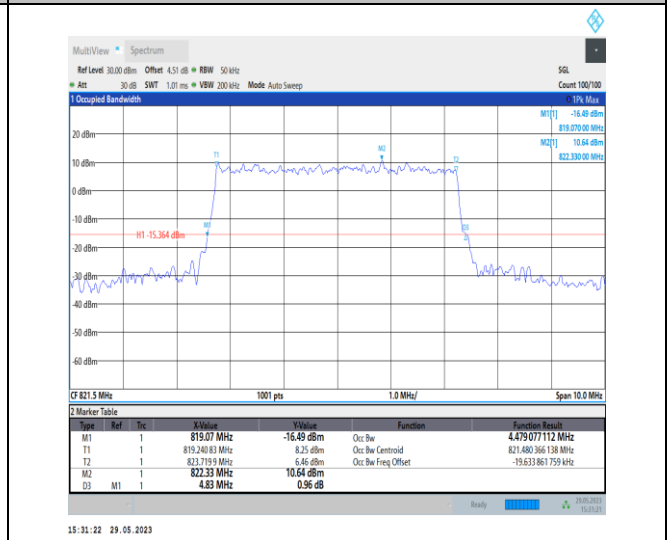 MultiView Spectrum
Ref Level 30.00 dBm Offset 4.51 dB RBW 50 kHz SGL
Att 30 dB SWT 1.01 ms VBW 200 kHz Mode Auto Sweep Count 100/100
1 Occupied Bandwidth 1Pk Max
M1[1] -16.49 dBm
819.070 00 MHz
M2[1] 10.64 dBm
822.330 00 MHz
20 dBm
M2
T1
T2
10 dBm
0 dBm
-10 dBm
M1
D3
H1 -15.364 dBm
-20 dBm
-30 dBm
-40 dBm
-50 dBm
-60 dBm
CF 821.5 MHz 1001 pts 1.0 MHz/ Span 10.0 MHz
2 Marker Table
Type Ref Trc X-Value Y-Value Function Function Result
M1 1 819.07 MHz -16.49 dBm Occ Bw 4.479 077 112 MHz
T1 1 819.240 83 MHz 8.25 dBm Occ Bw Centroid 821.480 366 138 MHz
T2 1 823.719 9 MHz 6.46 dBm Occ Bw Freq Offset -19.633 861 759 kHz
M2 1 822.33 MHz 10.64 dBm
D3 M1 1 4.83 MHz 0.96 dB
Ready 29.05.2023
15:31:21
15:31:22 29.05.2023